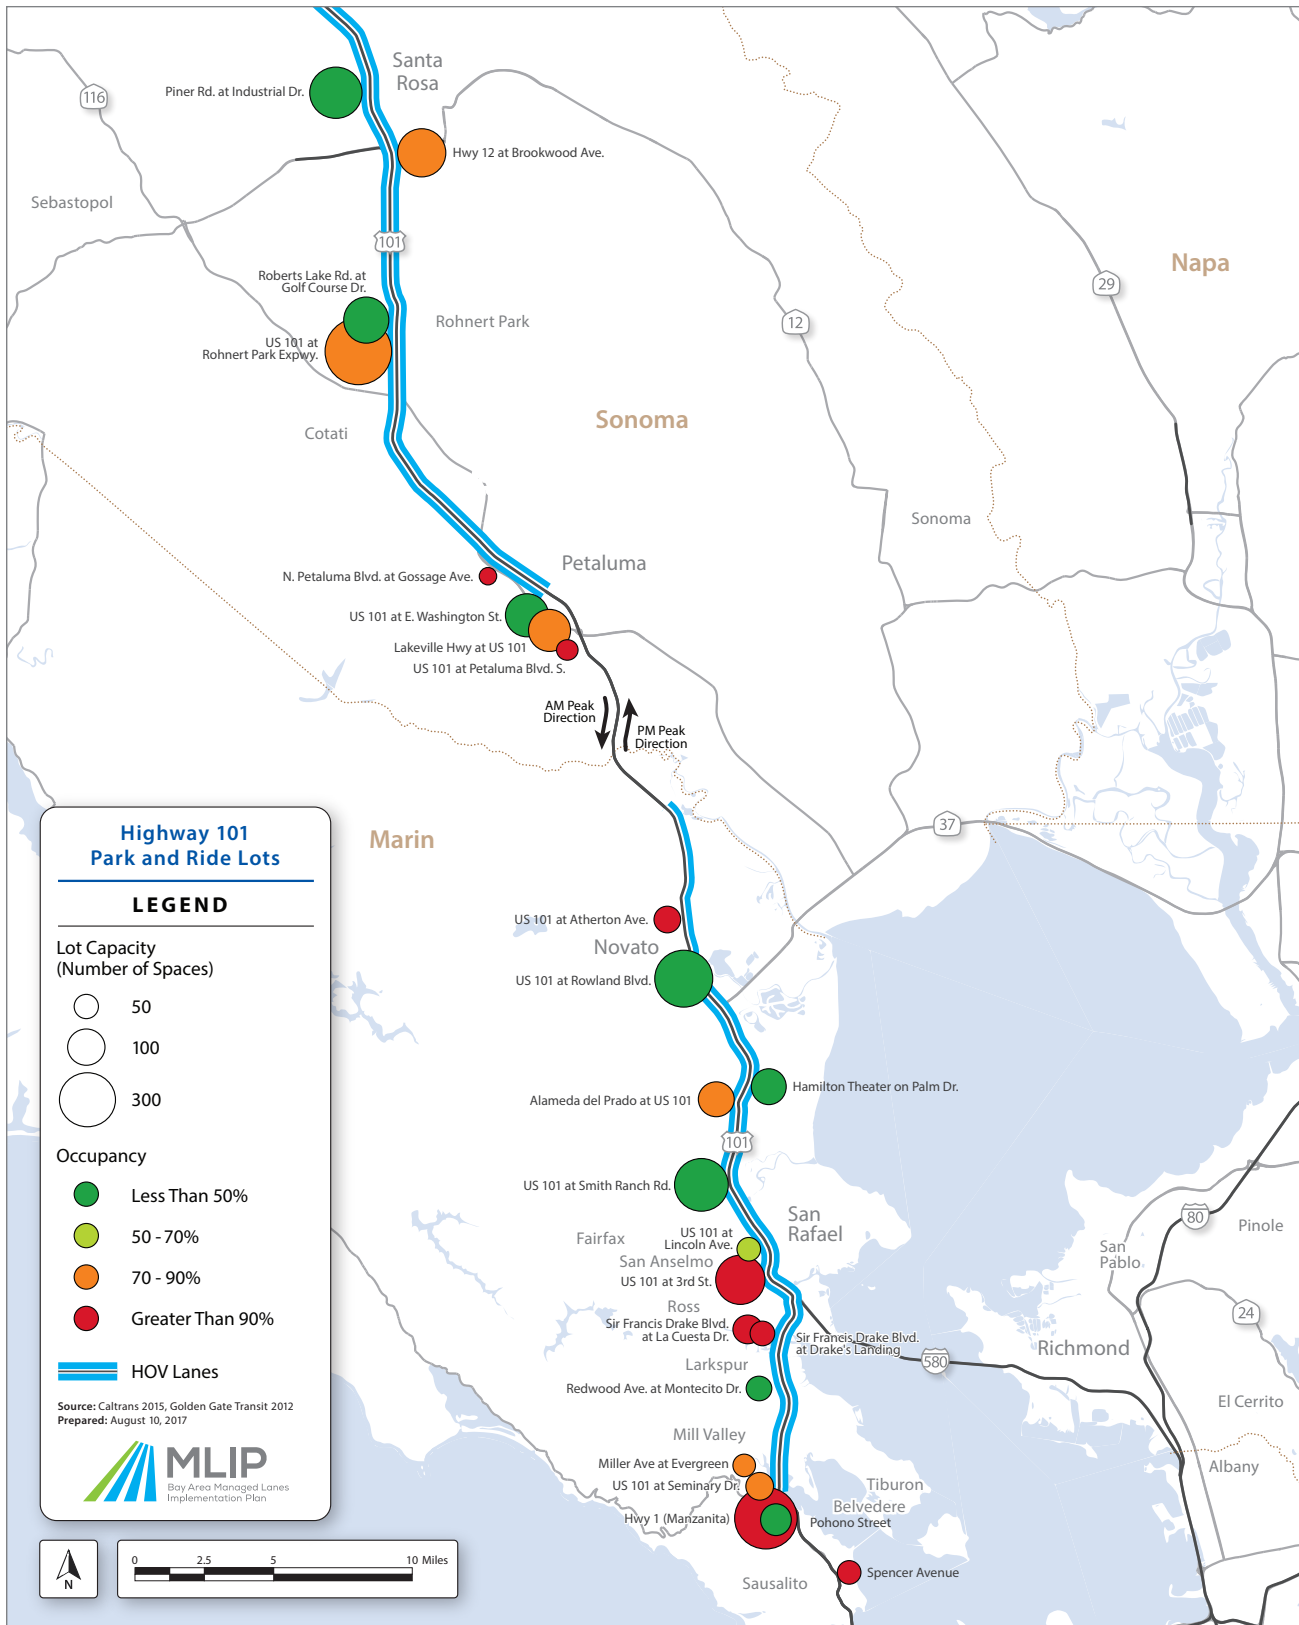 Santa
Rosa
Piner Rd. at Industrial Dr.
116
Hwy 12 at Brookwood Ave.
Sebastopol
101
Napa
Roberts Lake Rd. at
Golf Course Dr.
29
Rohnert Park
12
US 101 at
Rohnert Park Expwy.
Sonoma
Cotati
Sonoma
Petaluma
N. Petaluma Blvd. at Gossage Ave.
US 101 at E. Washington St.
Lakeville Hwy at US 101
US 101 at Petaluma Blvd. S.
AM Peak
Direction
PM Peak
Direction
37
Marin
Highway 101
Park and Ride Lots
LEGEND
Lot Capacity
(Number of Spaces)
50
100
300
Occupancy
Less Than 50%
50 - 70%
70 - 90%
Greater Than 90%
HOV Lanes
Source: Caltrans 2015, Golden Gate Transit 2012
Prepared: August 10, 2017
MLIP
Bay Area Managed Lanes
Implementation Plan
US 101 at Atherton Ave.
Novato
US 101 at Rowland Blvd.
Hamilton Theater on Palm Dr.
Alameda del Prado at US 101
101
US 101 at Smith Ranch Rd.
San
Rafael
80
Pinole
Fairfax
US 101 at
Lincoln Ave.
San
Pablo
San Anselmo
US 101 at 3rd St.
Ross
24
Sir Francis Drake Blvd.
at La Cuesta Dr.
Sir Francis Drake Blvd.
at Drake's Landing
Richmond
580
Larkspur
Redwood Ave. at Montecito Dr.
El Cerrito
Mill Valley
Miller Ave at Evergreen
Albany
US 101 at Seminary Dr.
Tiburon
Belvedere
Hwy 1 (Manzanita)
Pohono Street
Spencer Avenue
Sausalito
N
0 2.5 5 10 Miles